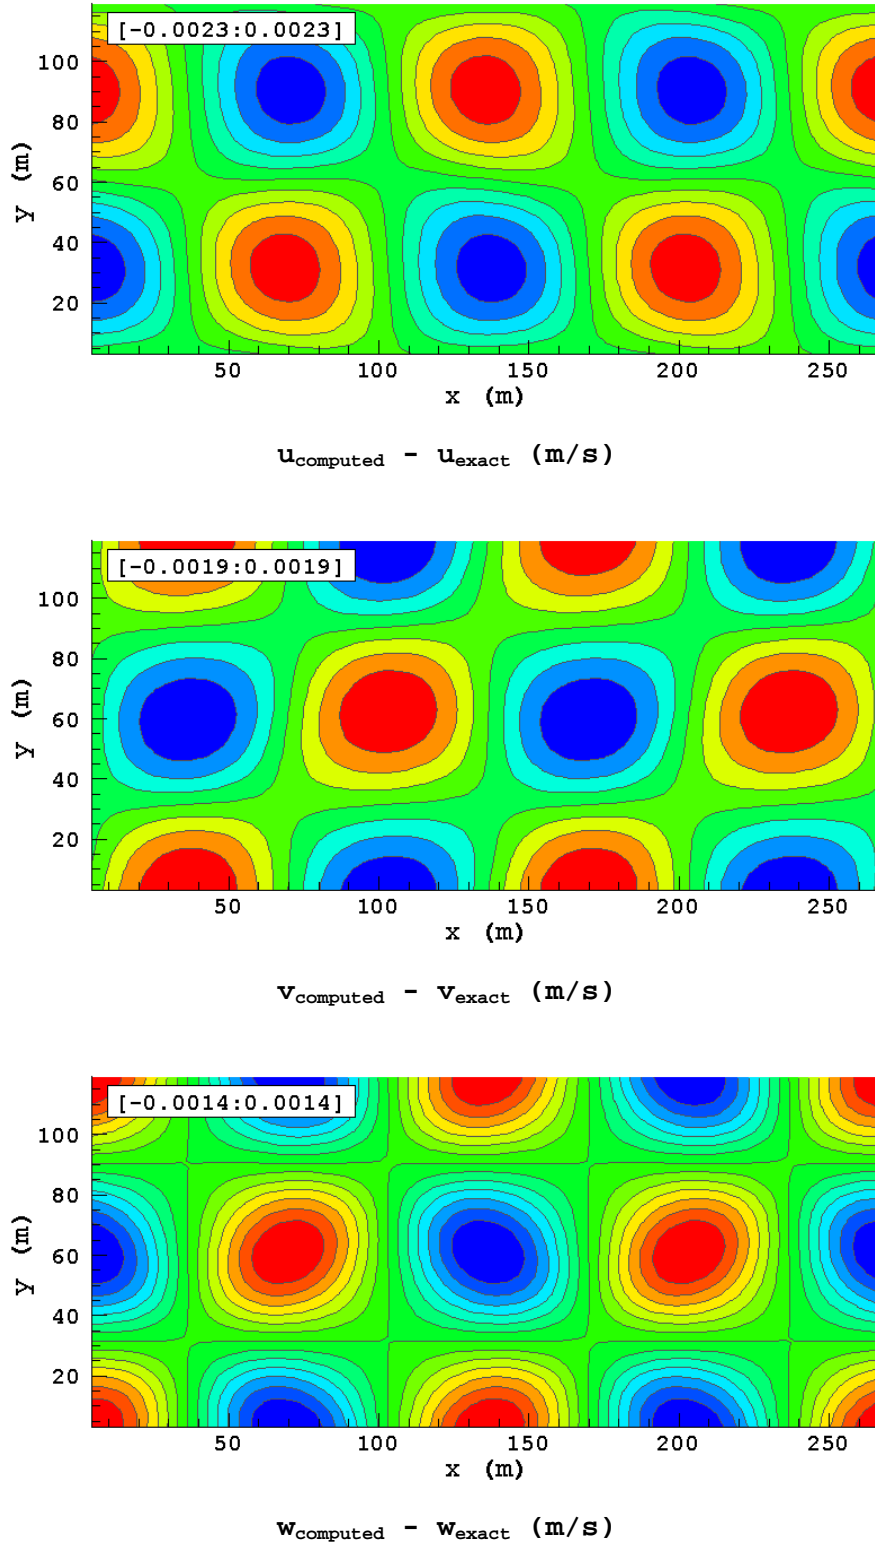 [-0.0023:0.0023]
100
80
60
40
20
y (m)
50 100 150 200 250
x (m)
u_computed - u_exact (m/s)
[-0.0019:0.0019]
100
80
60
40
20
y (m)
50 100 150 200 250
x (m)
v_computed - v_exact (m/s)
[-0.0014:0.0014]
100
80
60
40
20
y (m)
50 100 150 200 250
x (m)
w_computed - w_exact (m/s)